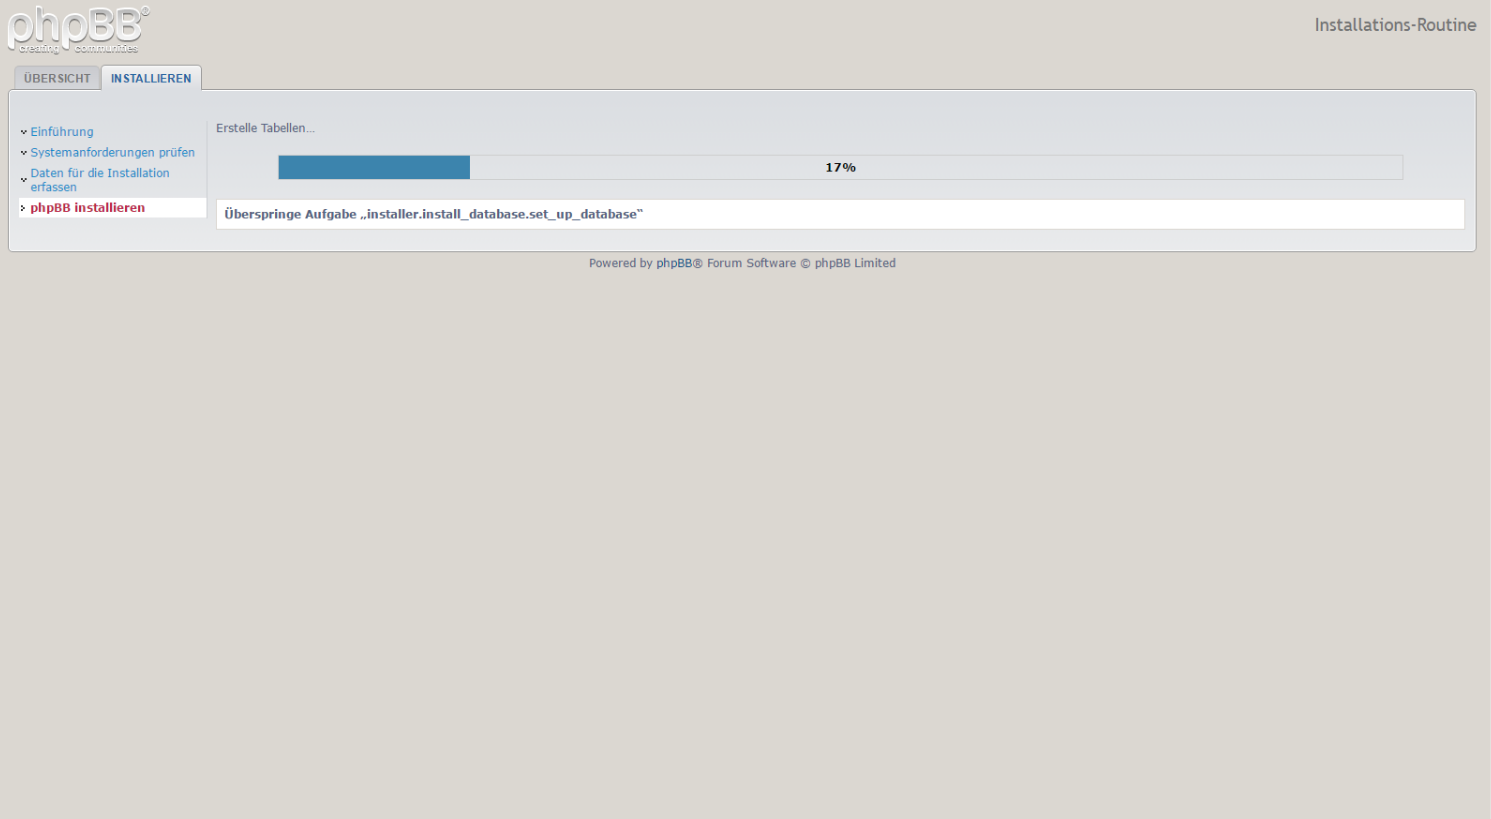 phpBB®
creating communities
Installations-Routine
ÜBERSICHT
INSTALLIEREN
Einführung
Systemanforderungen prüfen
Daten für die Installation
erfassen
phpBB installieren
Erstelle Tabellen…
17%
Überspringe Aufgabe „installer.install_database.set_up_database“
Powered by phpBB® Forum Software © phpBB Limited